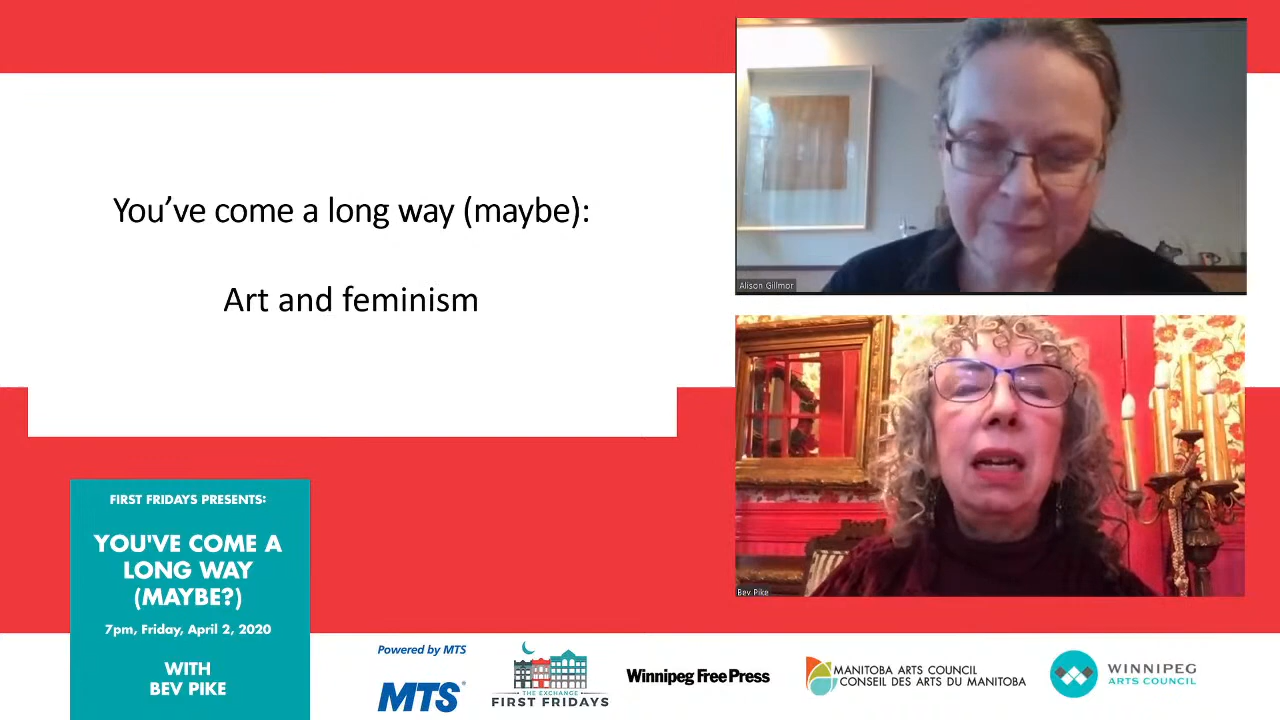 You've come a long way (maybe):
Art and feminism
Alison Gillmor
Bev Pike
FIRST FRIDAYS PRESENTS:
YOU'VE COME A
LONG WAY
(MAYBE?)
7pm, Friday, April 2, 2020
WITH
BEV PIKE
Powered by MTS
MTS
THE EXCHANGE
FIRST FRIDAYS
Winnipeg Free Press
MANITOBA ARTS COUNCIL
CONSEIL DES ARTS DU MANITOBA
WINNIPEG
ARTS COUNCIL